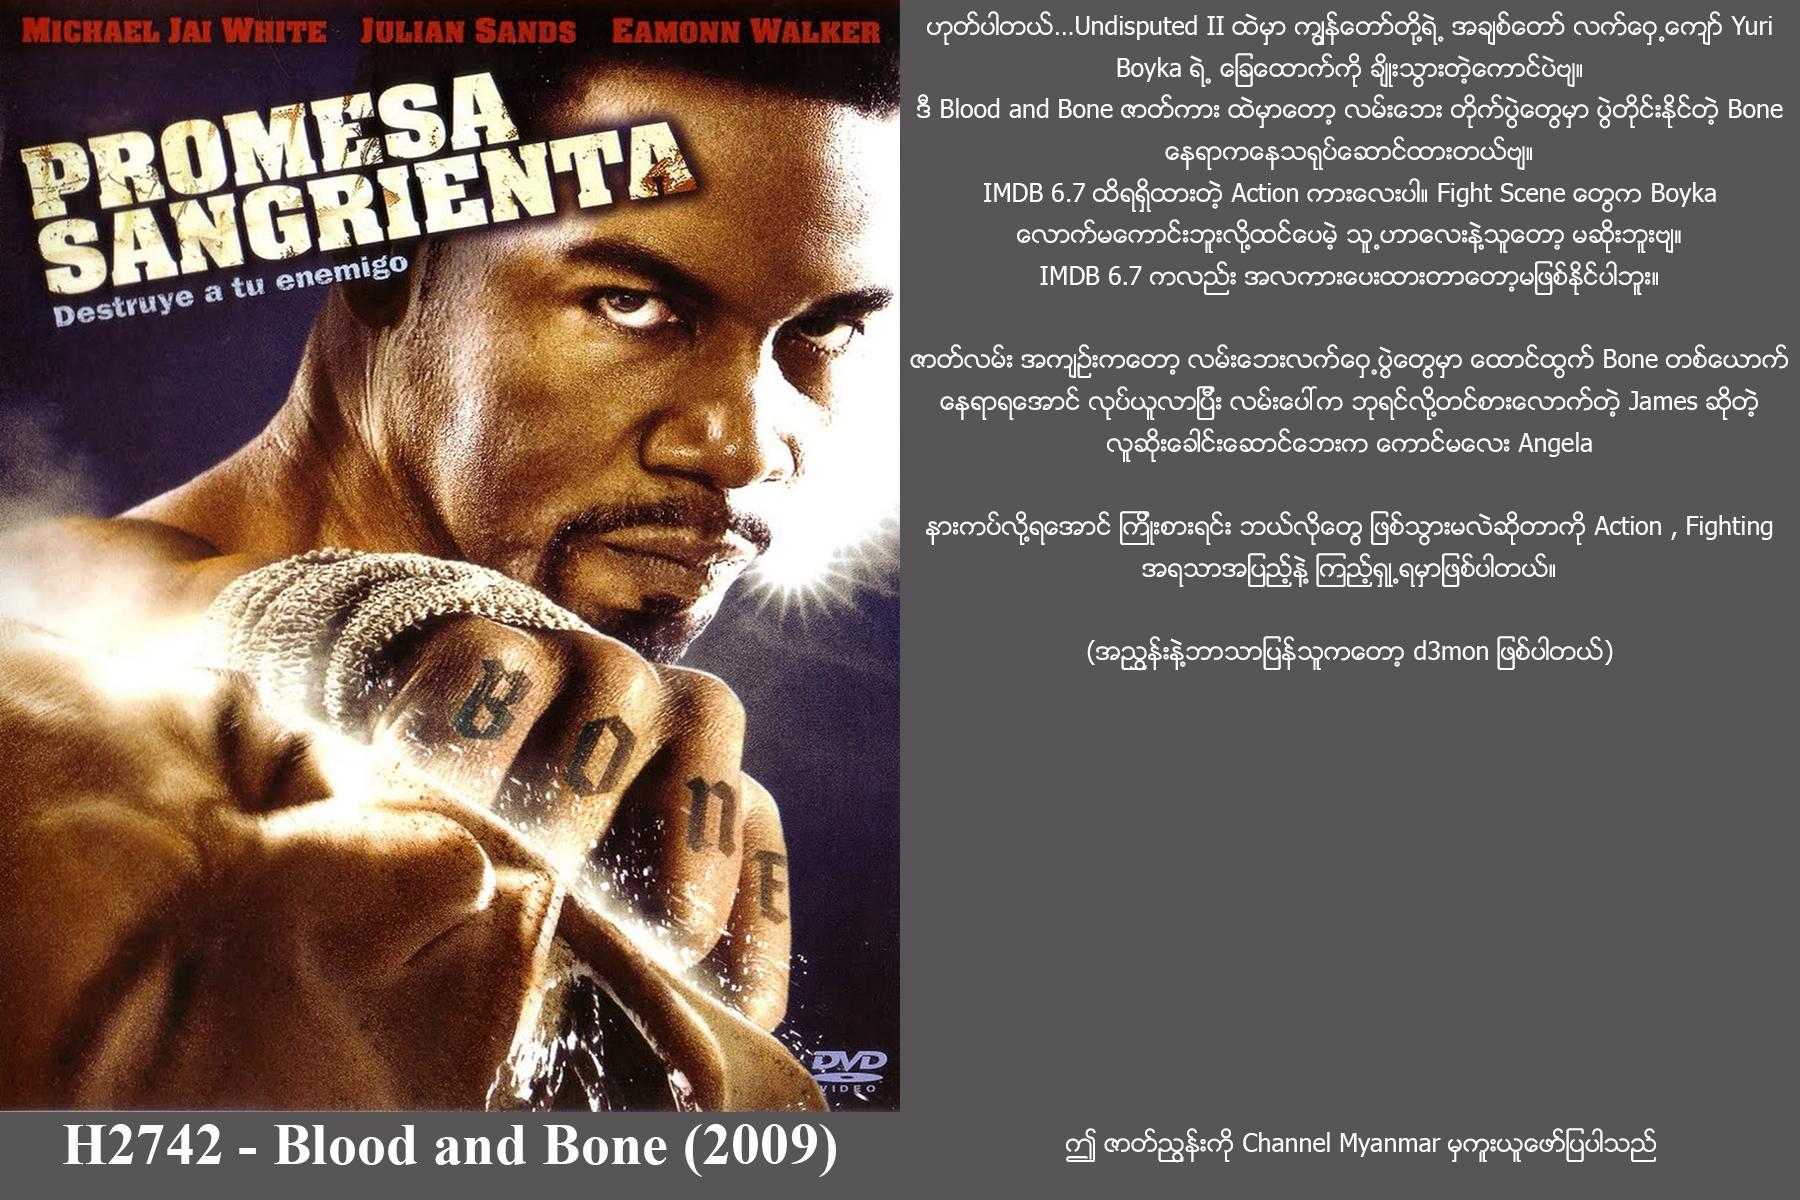 MICHAEL JAI WHITE JULIAN SANDS EAMONN WALKER
PROMESA
SANGRIENTA
Destruye a tu enemigo
BONE
DVD
VIDEO
H2742 - Blood and Bone (2009)
ဟုတ်ပါတယ်...Undisputed II ထဲမှာ ကျွန်တော်တို့ရဲ့ အချစ်တော် လက်ဝှေ့ကျော် Yuri
Boyka ရဲ့ ခြေထောက်ကို ချိုးသွားတဲ့ကောင်ပဲဗျ။
ဒီ Blood and Bone ဇာတ်ကား ထဲမှာတော့ လမ်းဘေး တိုက်ပွဲတွေမှာ ပွဲတိုင်းနိုင်တဲ့ Bone
နေရာကနေသရုပ်ဆောင်ထားတယ်ဗျ။
IMDB 6.7 ထိရရှိထားတဲ့ Action ကားလေးပါ။ Fight Scene တွေက Boyka
လောက်မကောင်းဘူးလို့ထင်ပေမဲ့ သူ့ဟာလေးနဲ့သူတော့ မဆိုးဘူးဗျ။
IMDB 6.7 ကလည်း အလကားပေးထားတာတော့မဖြစ်နိုင်ပါဘူး။
ဇာတ်လမ်း အကျဉ်းကတော့ လမ်းဘေးလက်ဝှေ့ပွဲတွေမှာ ထောင်ထွက် Bone တစ်ယောက်
နေရာရအောင် လုပ်ယူလာပြီး လမ်းပေါ်က ဘုရင်လို့တင်စားလောက်တဲ့ James ဆိုတဲ့
လူဆိုးခေါင်းဆောင်ဘေးက ကောင်မလေး Angela
နားကပ်လို့ရအောင် ကြိုးစားရင်း ဘယ်လိုတွေ ဖြစ်သွားမလဲဆိုတာကို Action , Fighting
အရသာအပြည့်နဲ့ ကြည့်ရှု့ရမှာဖြစ်ပါတယ်။
(အညွှန်းနဲ့ဘာသာပြန်သူကတော့ d3mon ဖြစ်ပါတယ်)
ဤ ဇာတ်ညွှန်းကို Channel Myanmar မှကူးယူဖော်ပြပါသည်